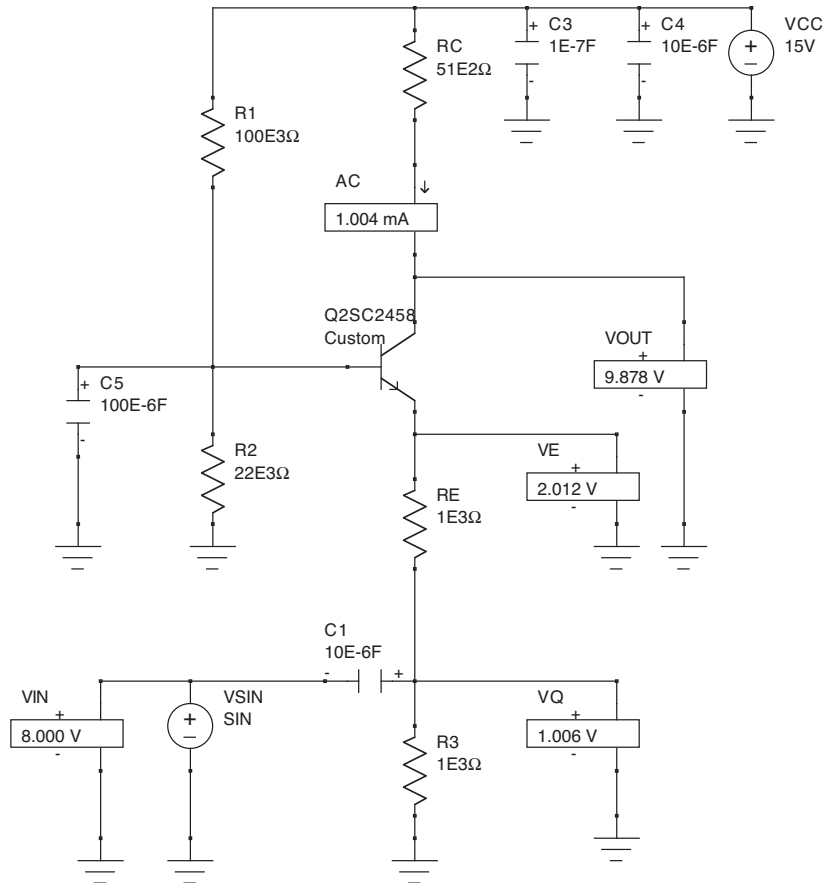 RC
51E2Ω
+ C3
1E-7F
-
+ C4
10E-6F
-
VCC
15V
+
−
R1
100E3Ω
AC
↓
1.004 mA
Q2SC2458
Custom
VOUT
+
9.878 V
-
+ C5
100E-6F
-
R2
22E3Ω
VE
+
2.012 V
-
RE
1E3Ω
C1
10E-6F
- +
VIN
+
8.000 V
-
VSIN
SIN
+
−
R3
1E3Ω
VQ
+
1.006 V
-